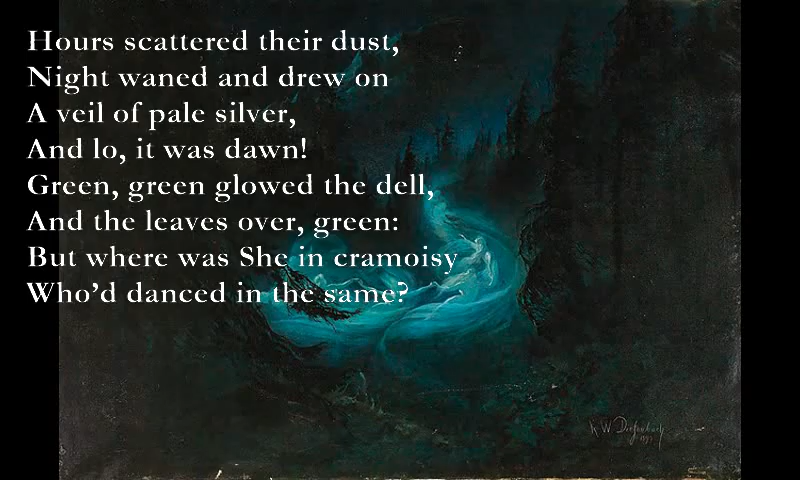 Hours scattered their dust,
Night waned and drew on
A veil of pale silver,
And lo, it was dawn!
Green, green glowed the dell,
And the leaves over, green:
But where was She in cramoisy
Who’d danced in the same?
K W Diefenbach